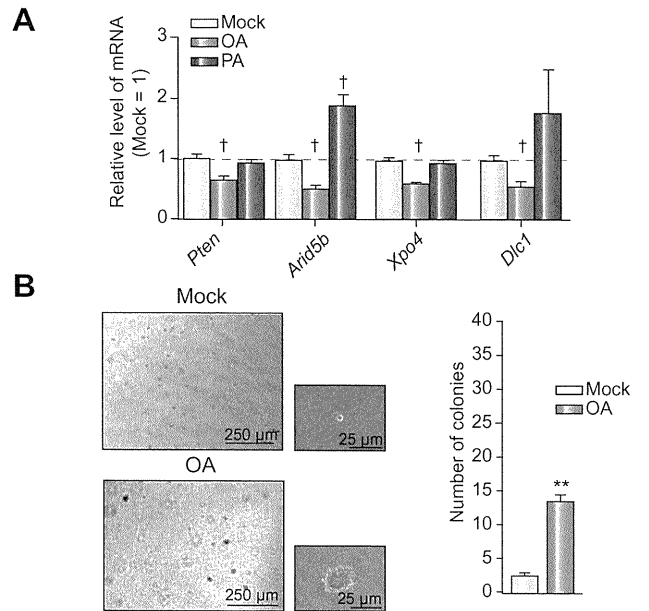 A
Relative level of mRNA
(Mock = 1)
3
2
1
0
Mock
OA
PA
†
†
†
†
†
Pten
Arid5b
Xpo4
Dlc1
B
Mock
250 µm
25 µm
OA
250 µm
25 µm
Number of colonies
40
35
30
25
20
15
10
5
0
Mock
OA
**